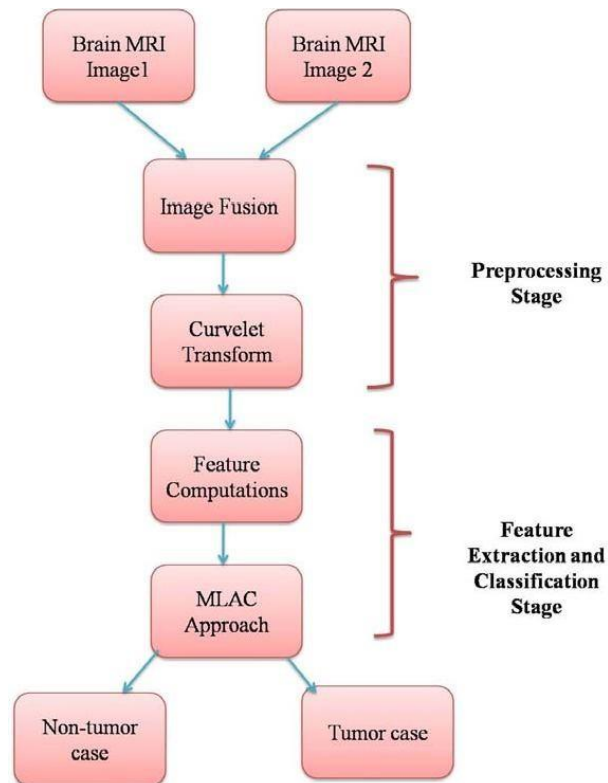 Brain MRI
Image1
Brain MRI
Image 2
Image Fusion
Preprocessing
Stage
Curvelet
Transform
Feature
Computations
Feature
Extraction and
Classification
Stage
MLAC
Approach
Non-tumor
case
Tumor case